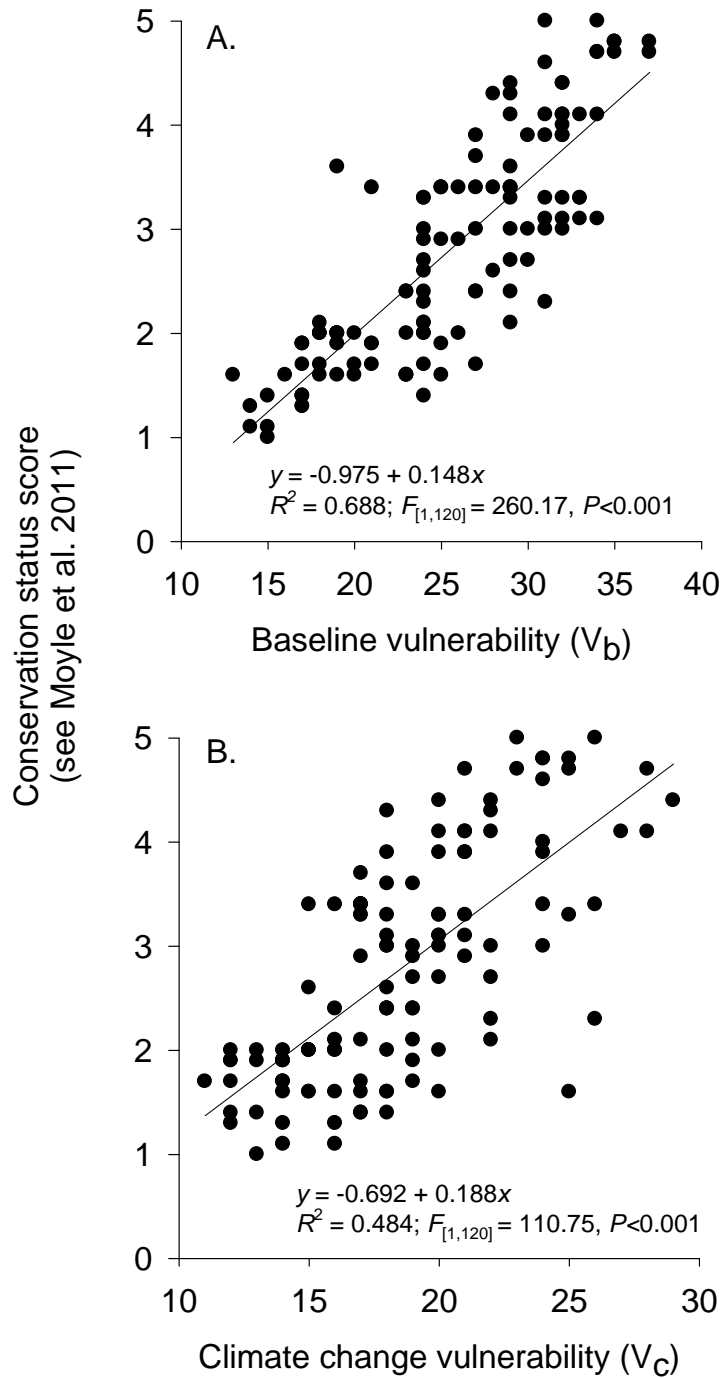 Conservation status score
(see Moyle et al. 2011)
A.
5
4
3
2
1
0
y = -0.975 + 0.148x
R² = 0.688; F[1,120] = 260.17, P<0.001
10 15 20 25 30 35 40
Baseline vulnerability (Vb)
B.
5
4
3
2
1
0
y = -0.692 + 0.188x
R² = 0.484; F[1,120] = 110.75, P<0.001
10 15 20 25 30
Climate change vulnerability (Vc)